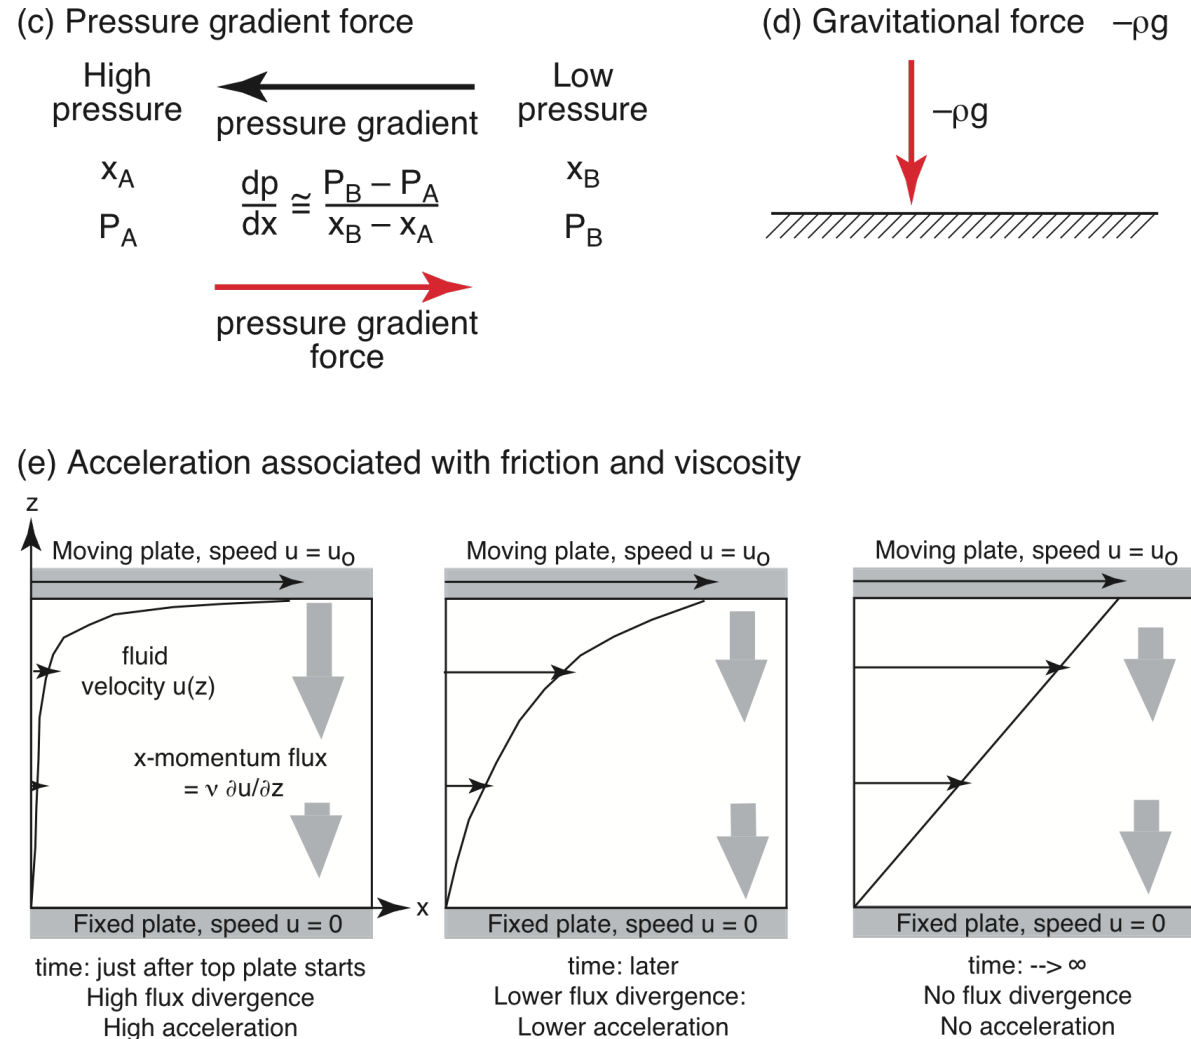 (c) Pressure gradient force
High
pressure
Low
pressure
pressure gradient
x_A
P_A
dp/dx ≅ (P_B – P_A)/(x_B – x_A)
x_B
P_B
pressure gradient
force
(d) Gravitational force –ρg
–ρg
(e) Acceleration associated with friction and viscosity
z
Moving plate, speed u = u_o
fluid
velocity u(z)
x-momentum flux
= ν ∂u/∂z
x
Fixed plate, speed u = 0
time: just after top plate starts
High flux divergence
High acceleration
Moving plate, speed u = u_o
Fixed plate, speed u = 0
time: later
Lower flux divergence:
Lower acceleration
Moving plate, speed u = u_o
Fixed plate, speed u = 0
time: --> ∞
No flux divergence
No acceleration